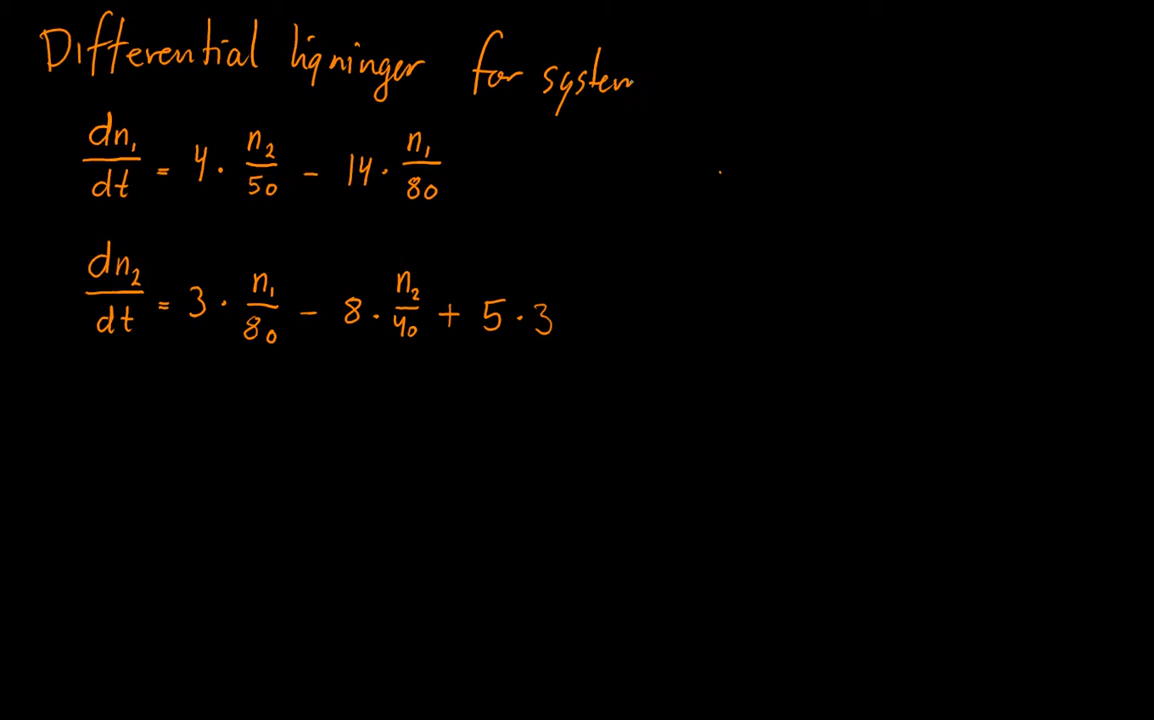 Differential ligninger for system
dn₁/dt = 4 · n₂/50 - 14 · n₁/80
dn₂/dt = 3 · n₁/80 - 8 · n₂/40 + 5 · 3